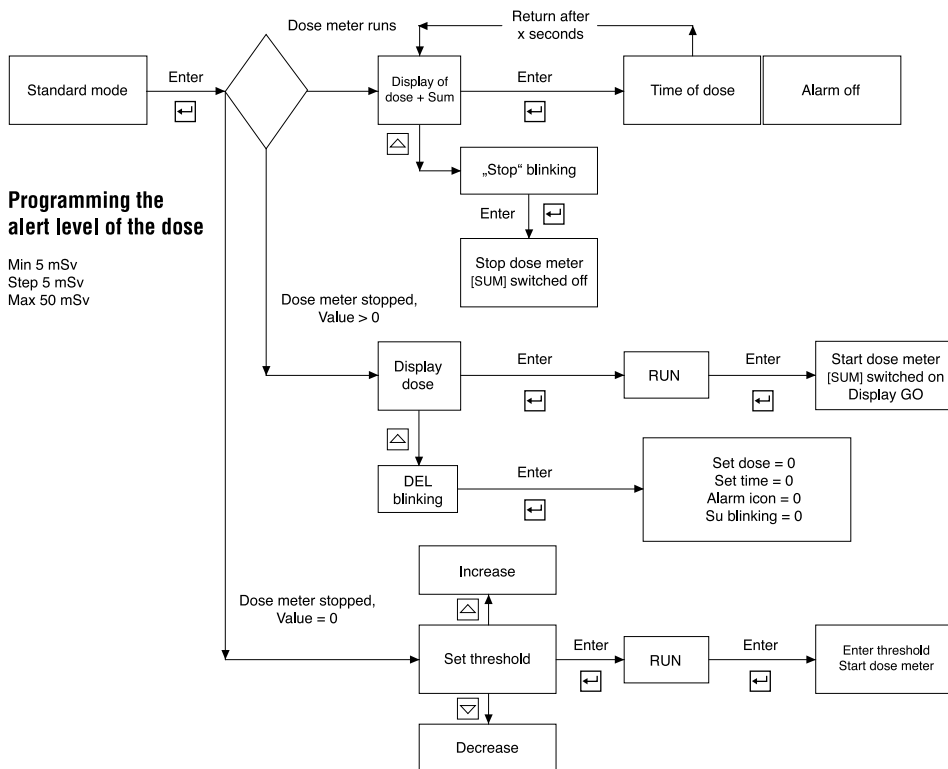 Dose meter runs
Return after
x seconds
Standard mode
Enter
Display of
dose + Sum
Enter
Time of dose
Alarm off
„Stop“ blinking
Enter
Programming the
alert level of the dose
Min 5 mSv
Step 5 mSv
Max 50 mSv
Stop dose meter
[SUM] switched off
Dose meter stopped,
Value > 0
Display
dose
Enter
RUN
Enter
Start dose meter
[SUM] switched on
Display GO
DEL
blinking
Enter
Set dose = 0
Set time = 0
Alarm icon = 0
Su blinking = 0
Increase
Dose meter stopped,
Value = 0
Set threshold
Enter
RUN
Enter
Enter threshold
Start dose meter
Decrease